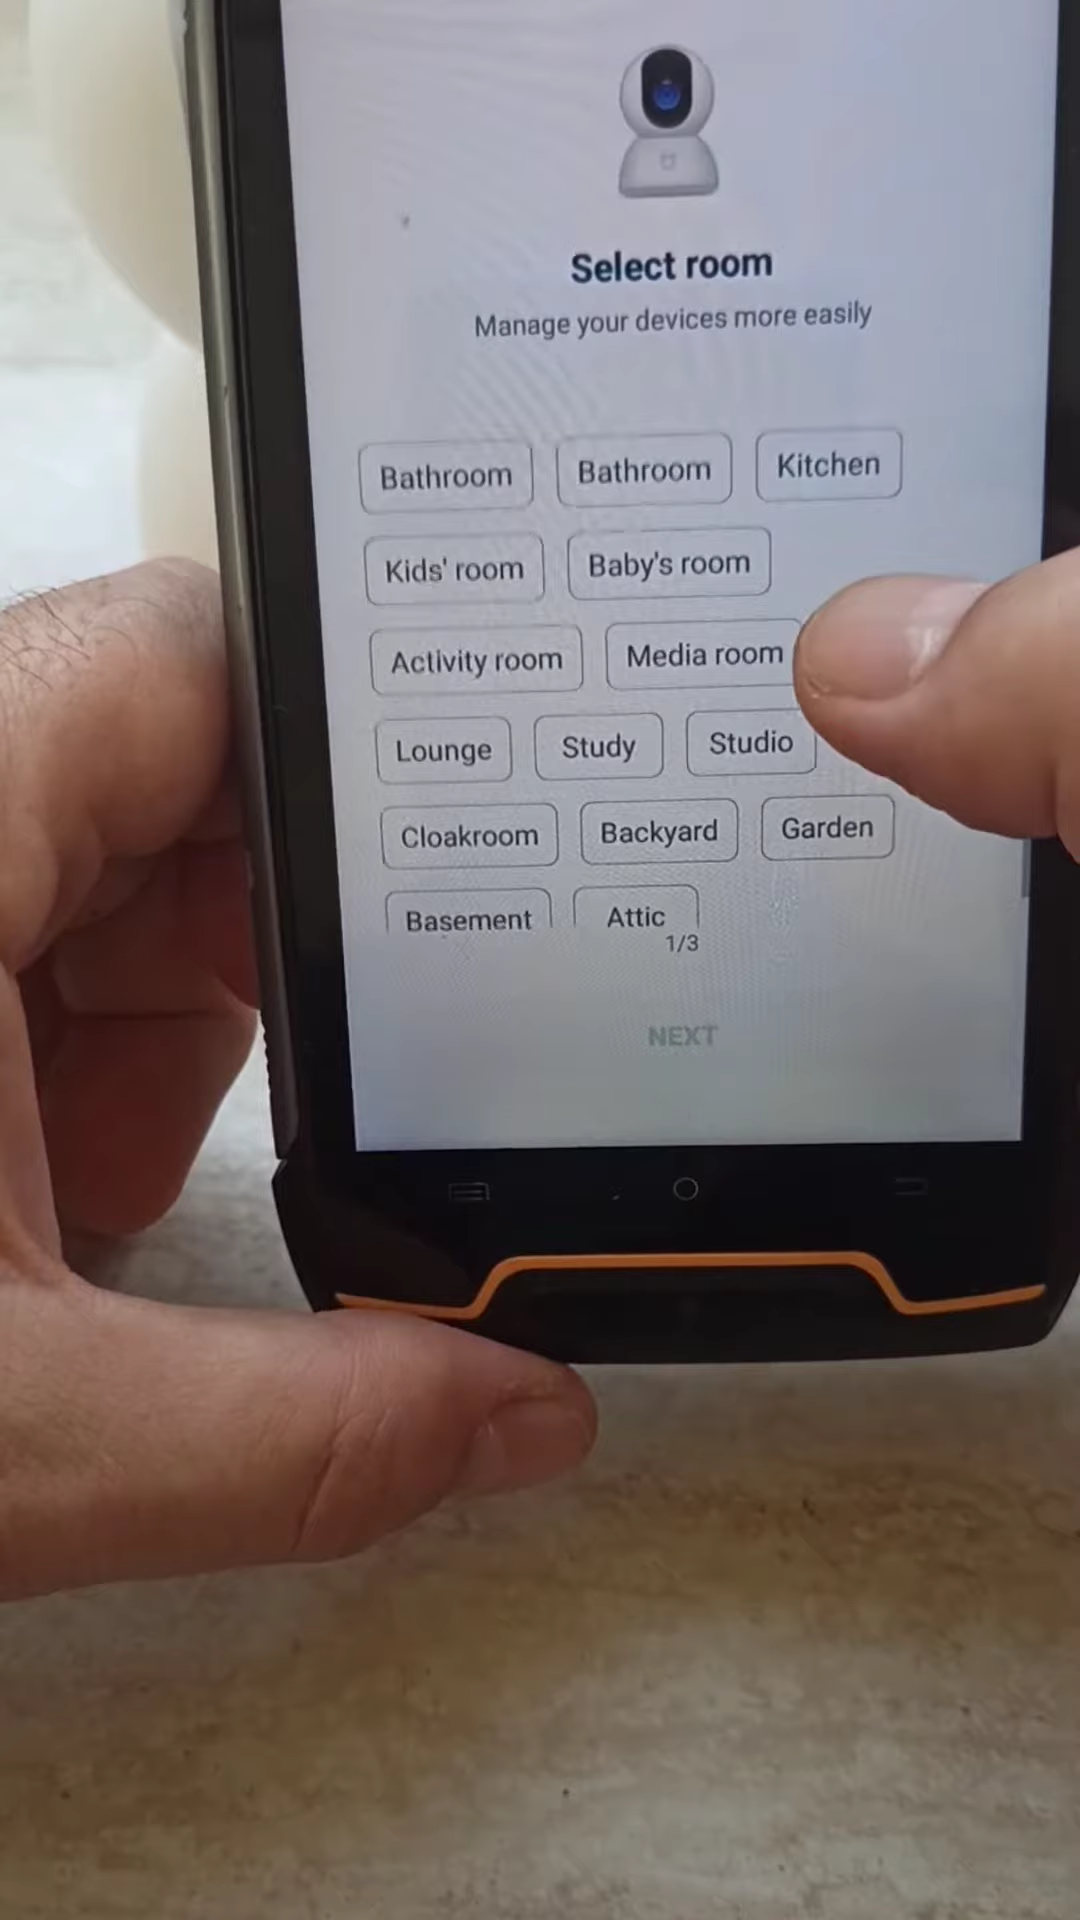 Select room
Manage your devices more easily
Bathroom Bathroom Kitchen
Kids' room Baby's room
Activity room Media room
Lounge Study Studio
Cloakroom Backyard Garden
Basement Attic
1/3
NEXT